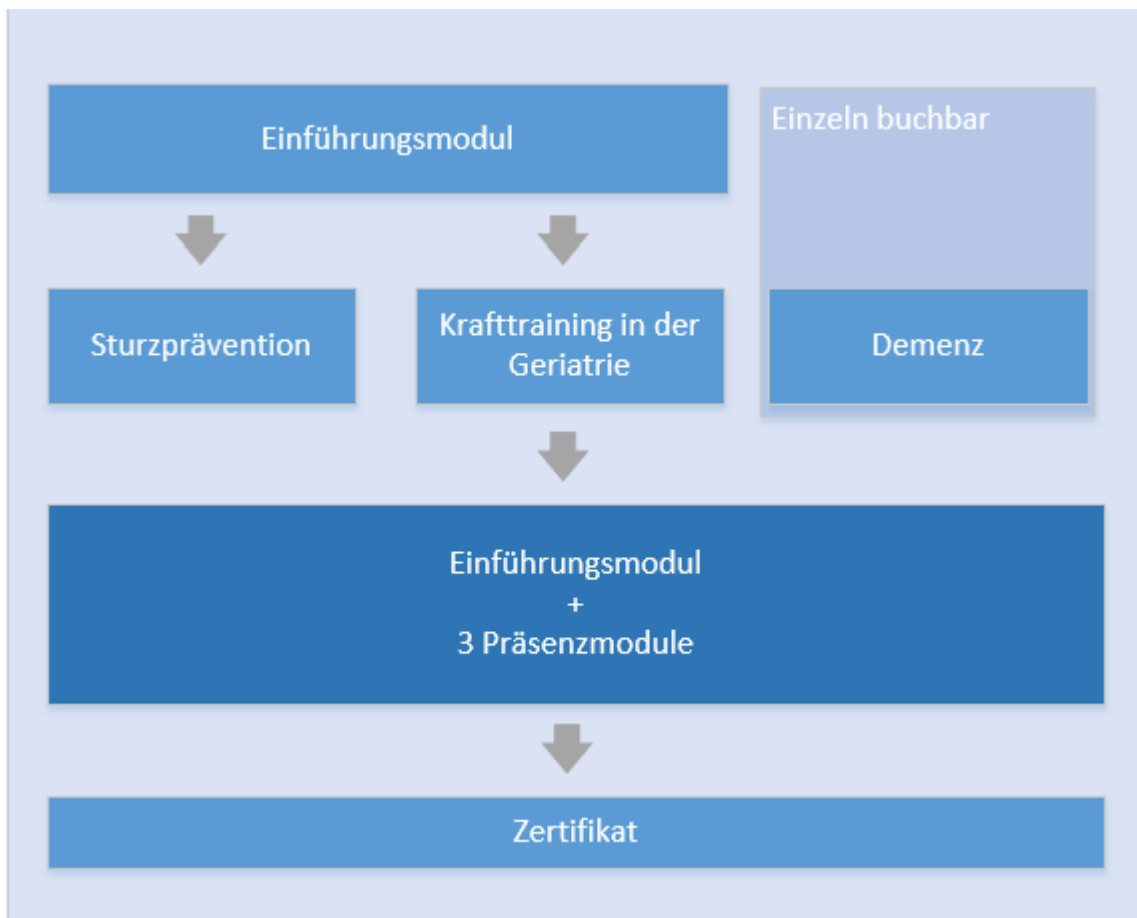 Einführungsmodul
Einzeln buchbar
Sturzprävention
Krafttraining in der
Geriatrie
Demenz
Einführungsmodul
+
3 Präsenzmodule
Zertifikat